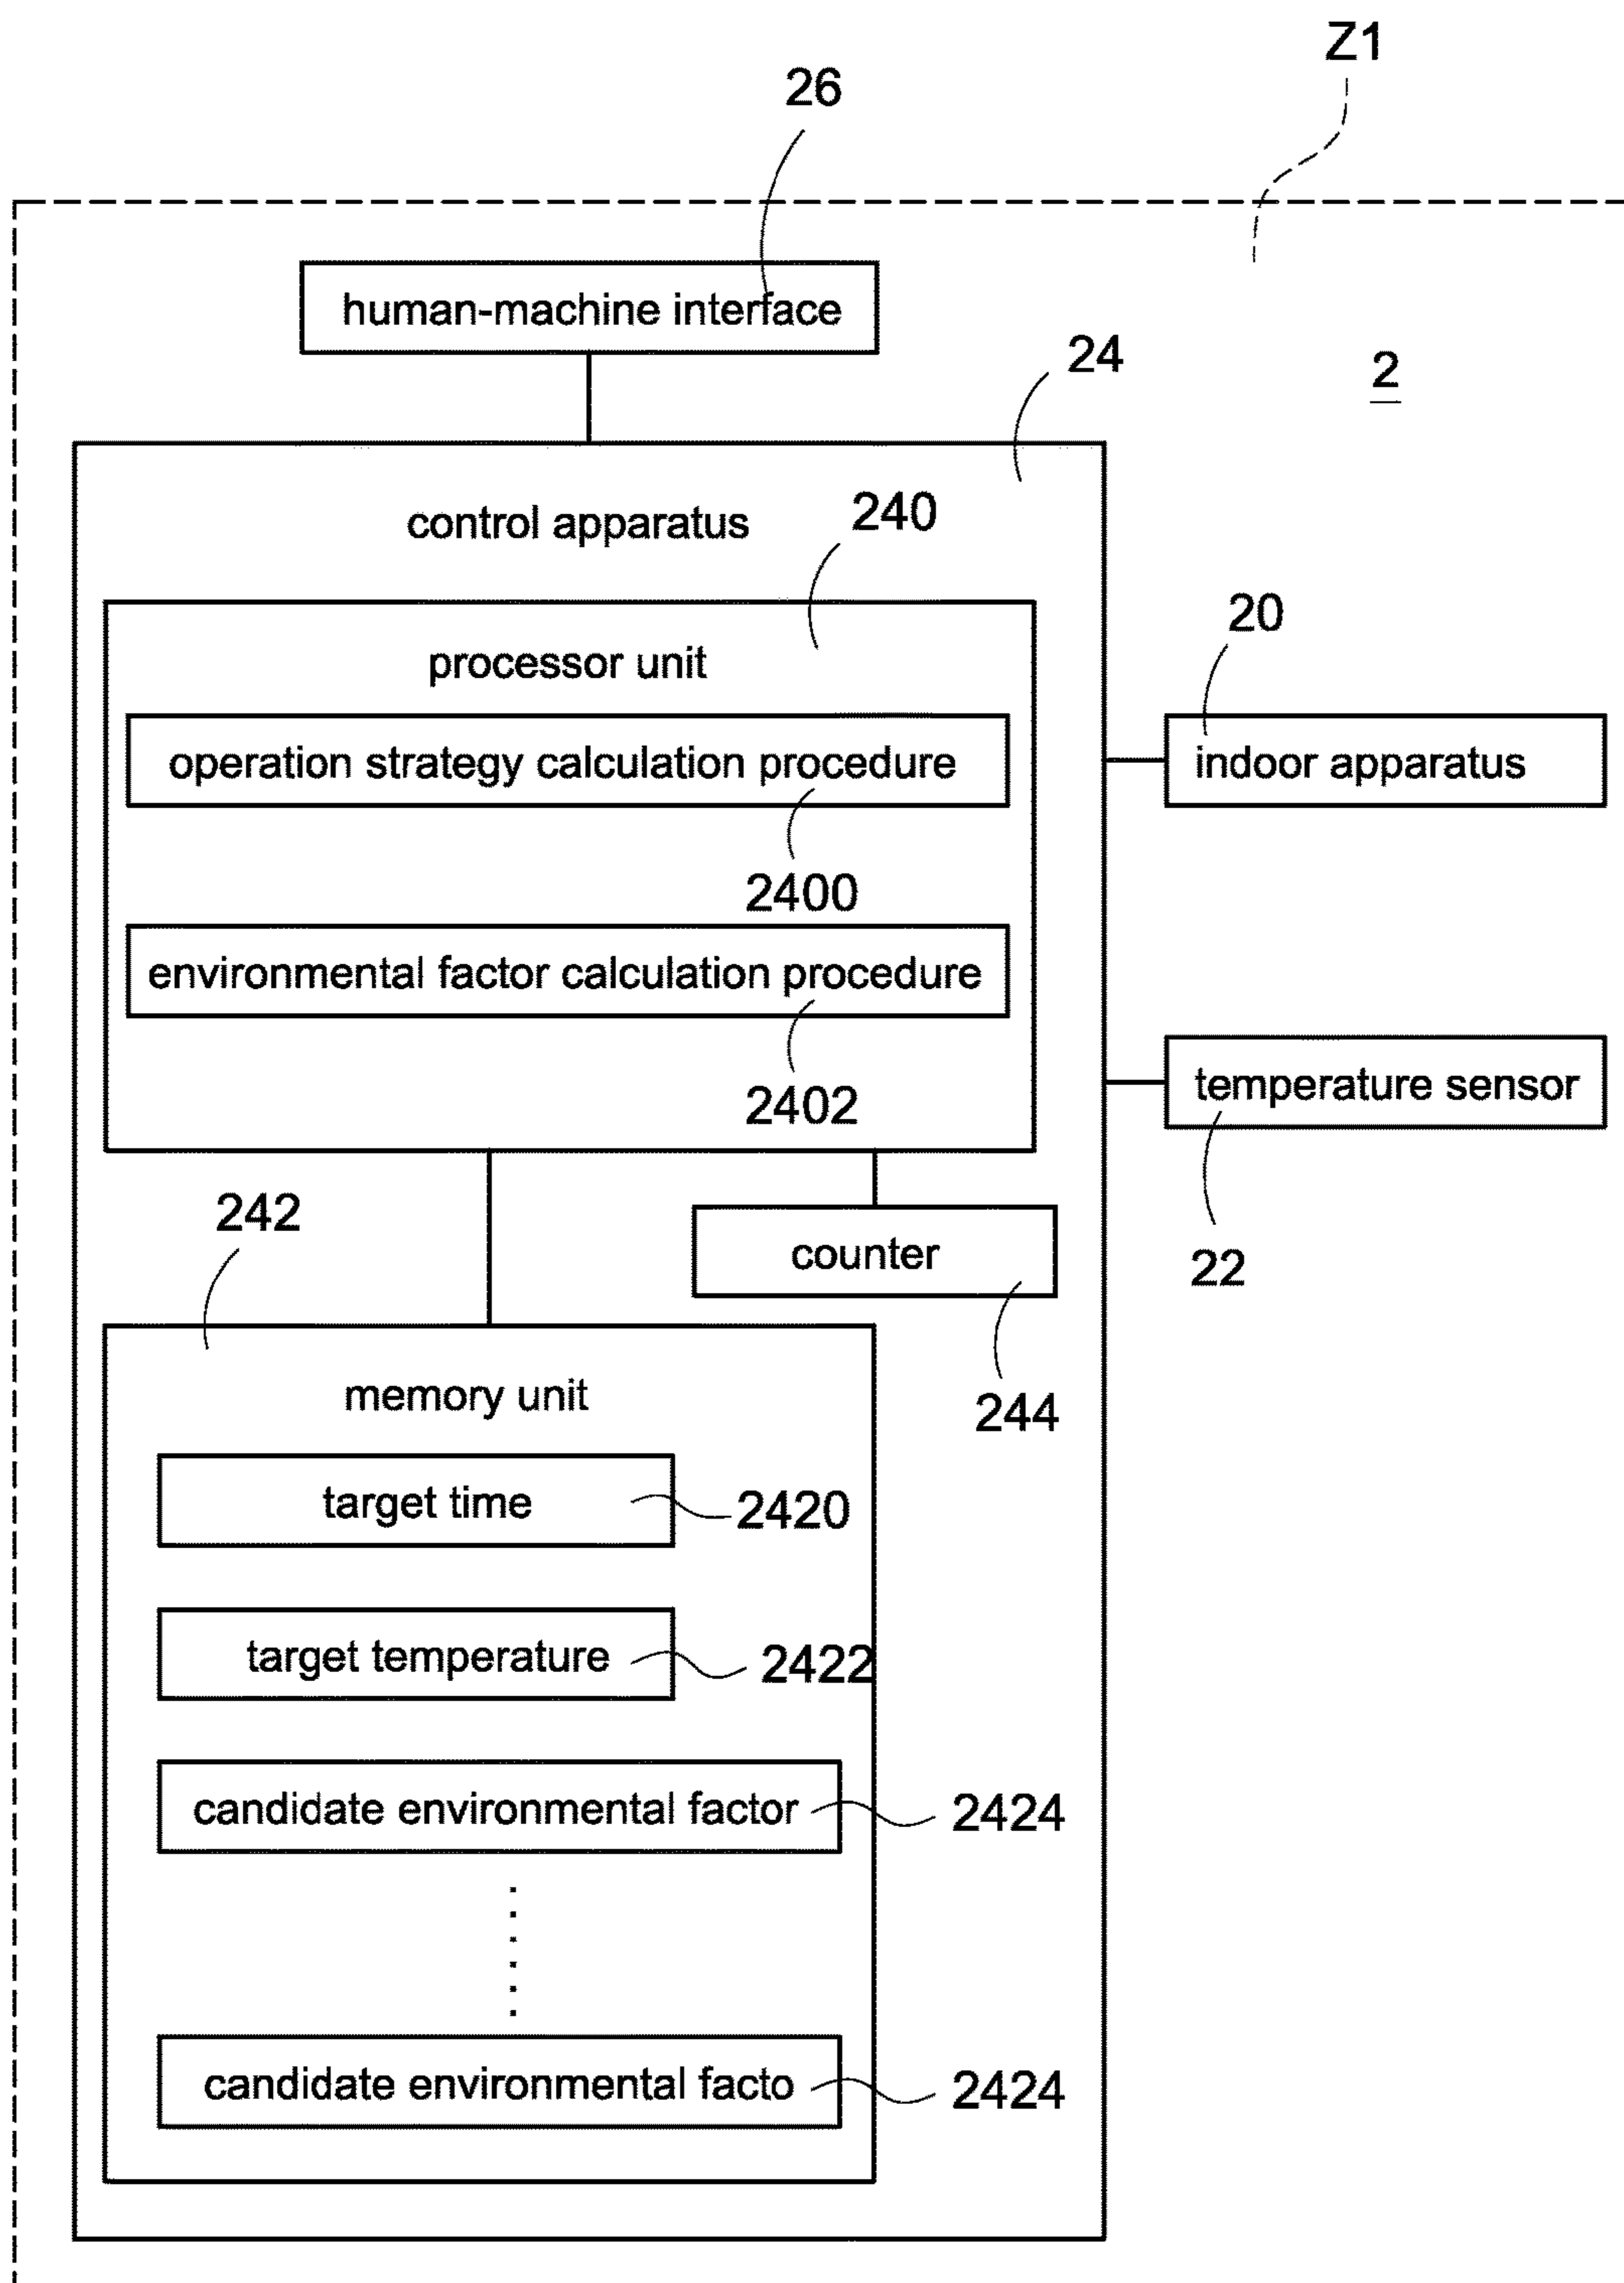 Z1
26
human-machine interface
24
2
control apparatus
240
processor unit
20
operation strategy calculation procedure
indoor apparatus
2400
environmental factor calculation procedure
temperature sensor
2402
242
counter
22
memory unit
244
target time
2420
target temperature
2422
candidate environmental factor
2424
candidate environmental facto
2424